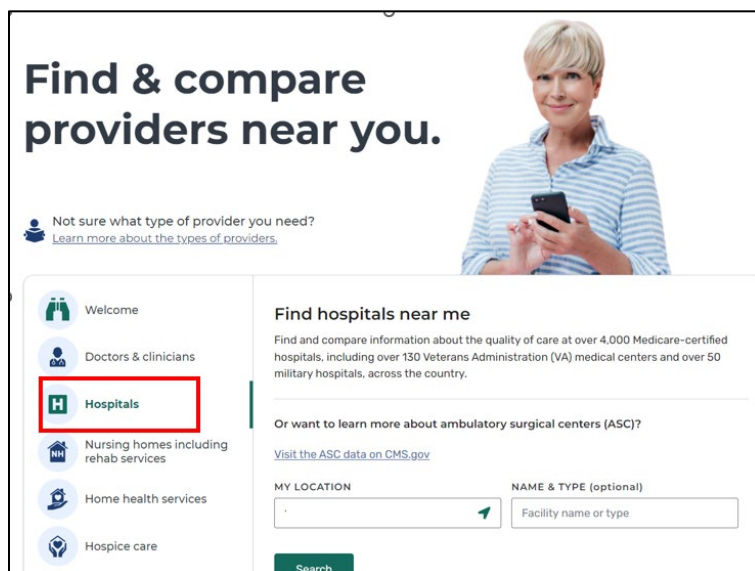 Find & compare
providers near you.
Not sure what type of provider you need?
Learn more about the types of providers.
Welcome
Doctors & clinicians
H
Hospitals
NH
Nursing homes including
rehab services
Home health services
Hospice care
Find hospitals near me
Find and compare information about the quality of care at over 4,000 Medicare-certified
hospitals, including over 130 Veterans Administration (VA) medical centers and over 50
military hospitals, across the country.
Or want to learn more about ambulatory surgical centers (ASC)?
Visit the ASC data on CMS.gov
MY LOCATION
NAME & TYPE (optional)
Facility name or type
Search